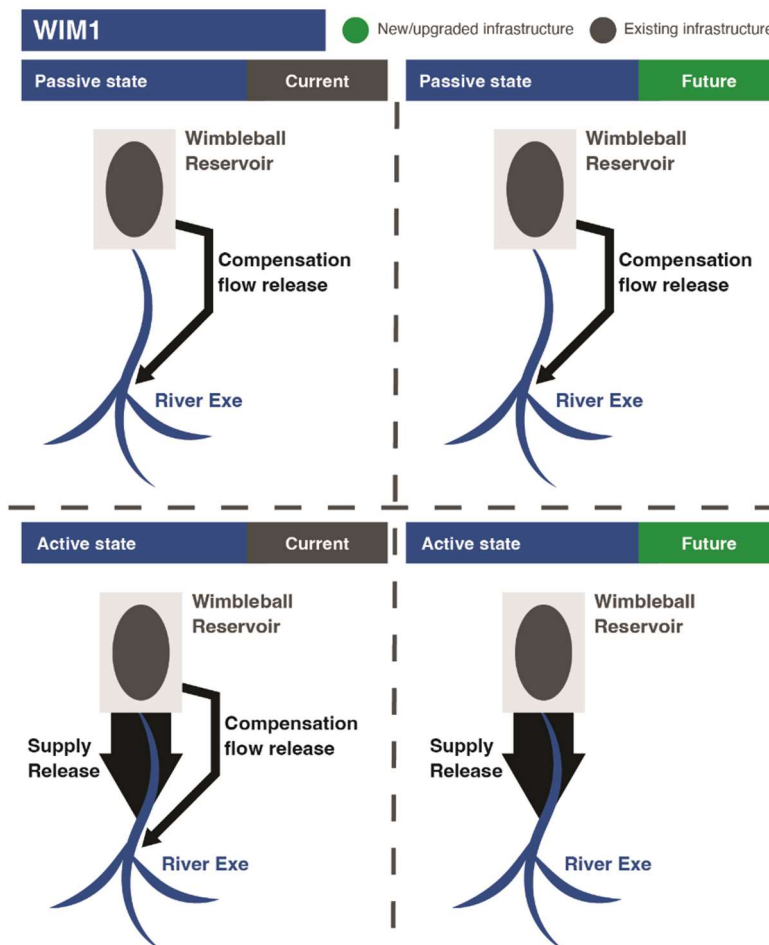 WIM1
New/upgraded infrastructure
Existing infrastructure
Passive state
Current
Passive state
Future
Wimbleball
Reservoir
Compensation
flow release
River Exe
Wimbleball
Reservoir
Compensation
flow release
River Exe
Active state
Current
Active state
Future
Wimbleball
Reservoir
Supply
Release
Compensation
flow release
River Exe
Wimbleball
Reservoir
Supply
Release
River Exe